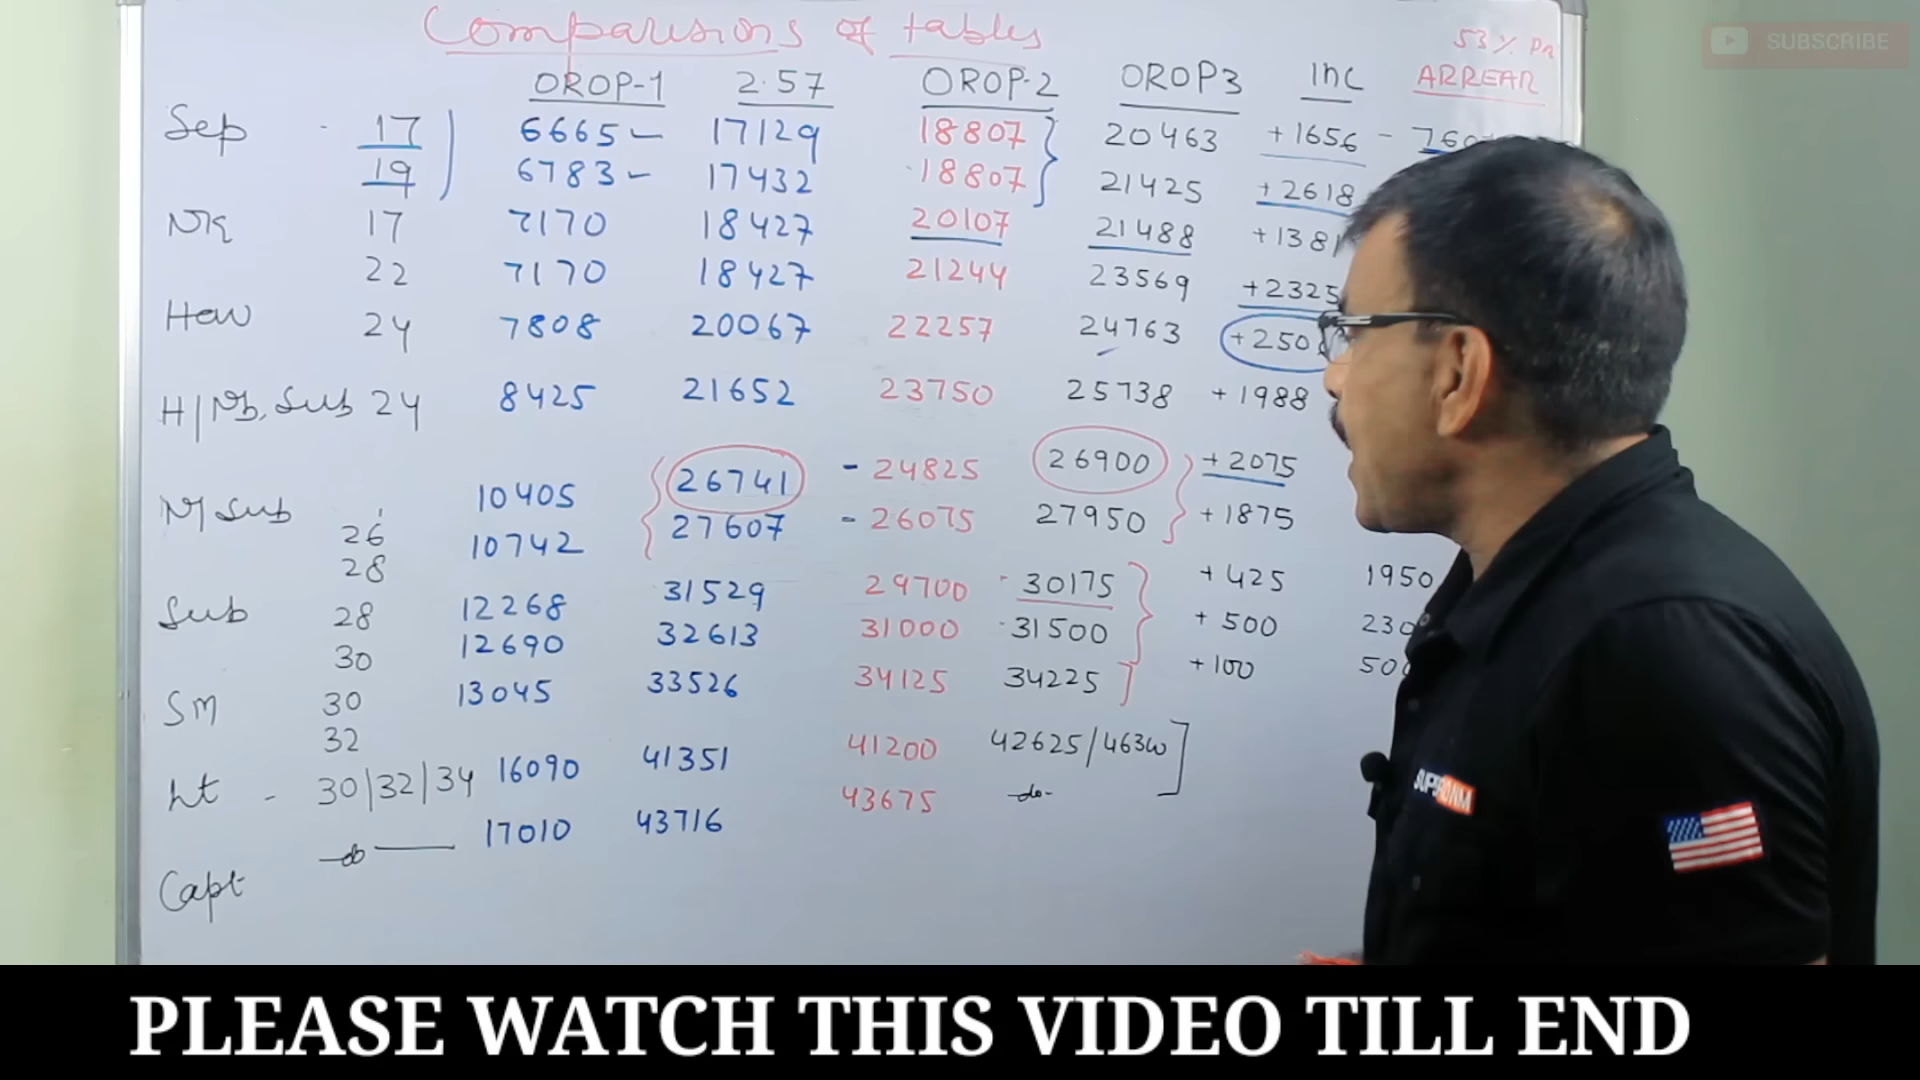 Comparisions of tables
53%
SUBSCRIBE
OROP-1 2.57 OROP-2 OROP3 Inc ARREAR
Sep - 17 6665 - 17129 18807 20463 +1656 -
19 6783 - 17432 18807 21425 +2618
NK 17 7170 18427 20107 21488 +1381
22 7170 18427 21244 23569 +2325
Hav 24 7808 20067 22257 24763
H/Nb.Sub 24 8425 21652 23750 25738 +1988
N/Sub 26 10405 26741 - 24825 26900 +2075
28 10742 27607 - 26075 27950 +1875
Sub 28 12268 31529 29700 30175 +425 1950
30 12690 32613 31000 31500 +500
SM 30 13045 33526 34125 34225 +100
32
Lt - 30/32/34 16090 41351 41200 42625/46300
Capt -do- 17010 43716 43675 -do-
PLEASE WATCH THIS VIDEO TILL END